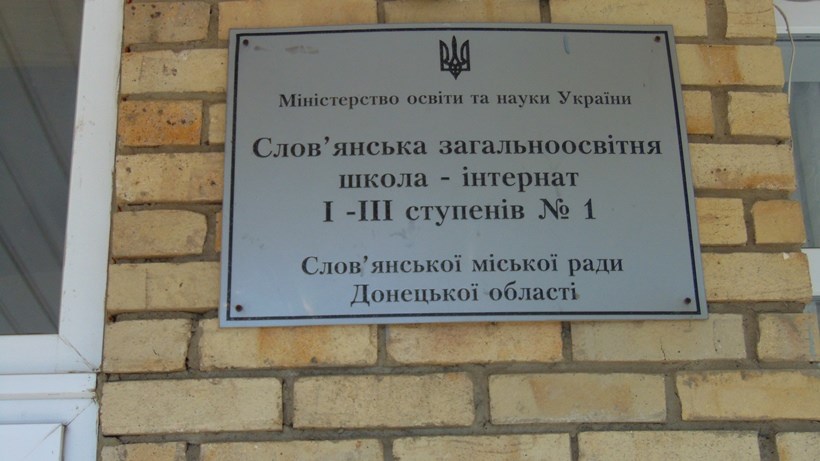 Міністерство освіти та науки України
Слов'янська загальноосвітня
школа - інтернат
І -ІІІ ступенів № 1
Слов'янської міської ради
Донецької області